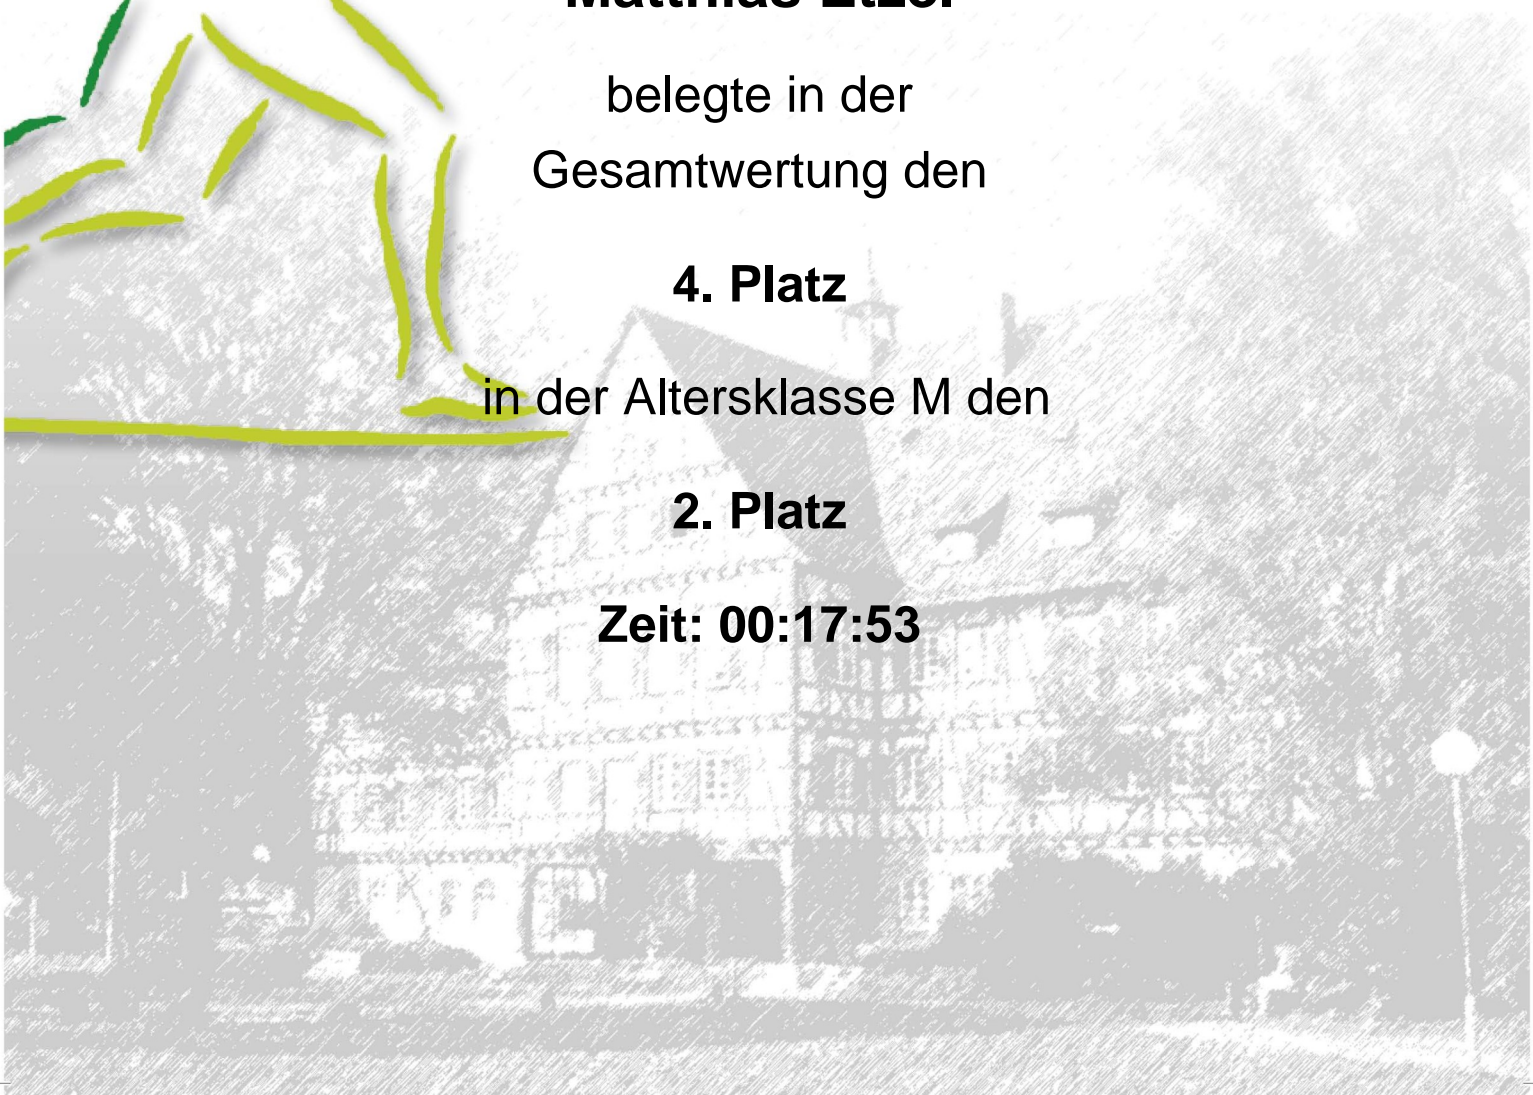 belegte in der
Gesamtwertung den
4. Platz
in der Altersklasse M den
2. Platz
Zeit: 00:17:53